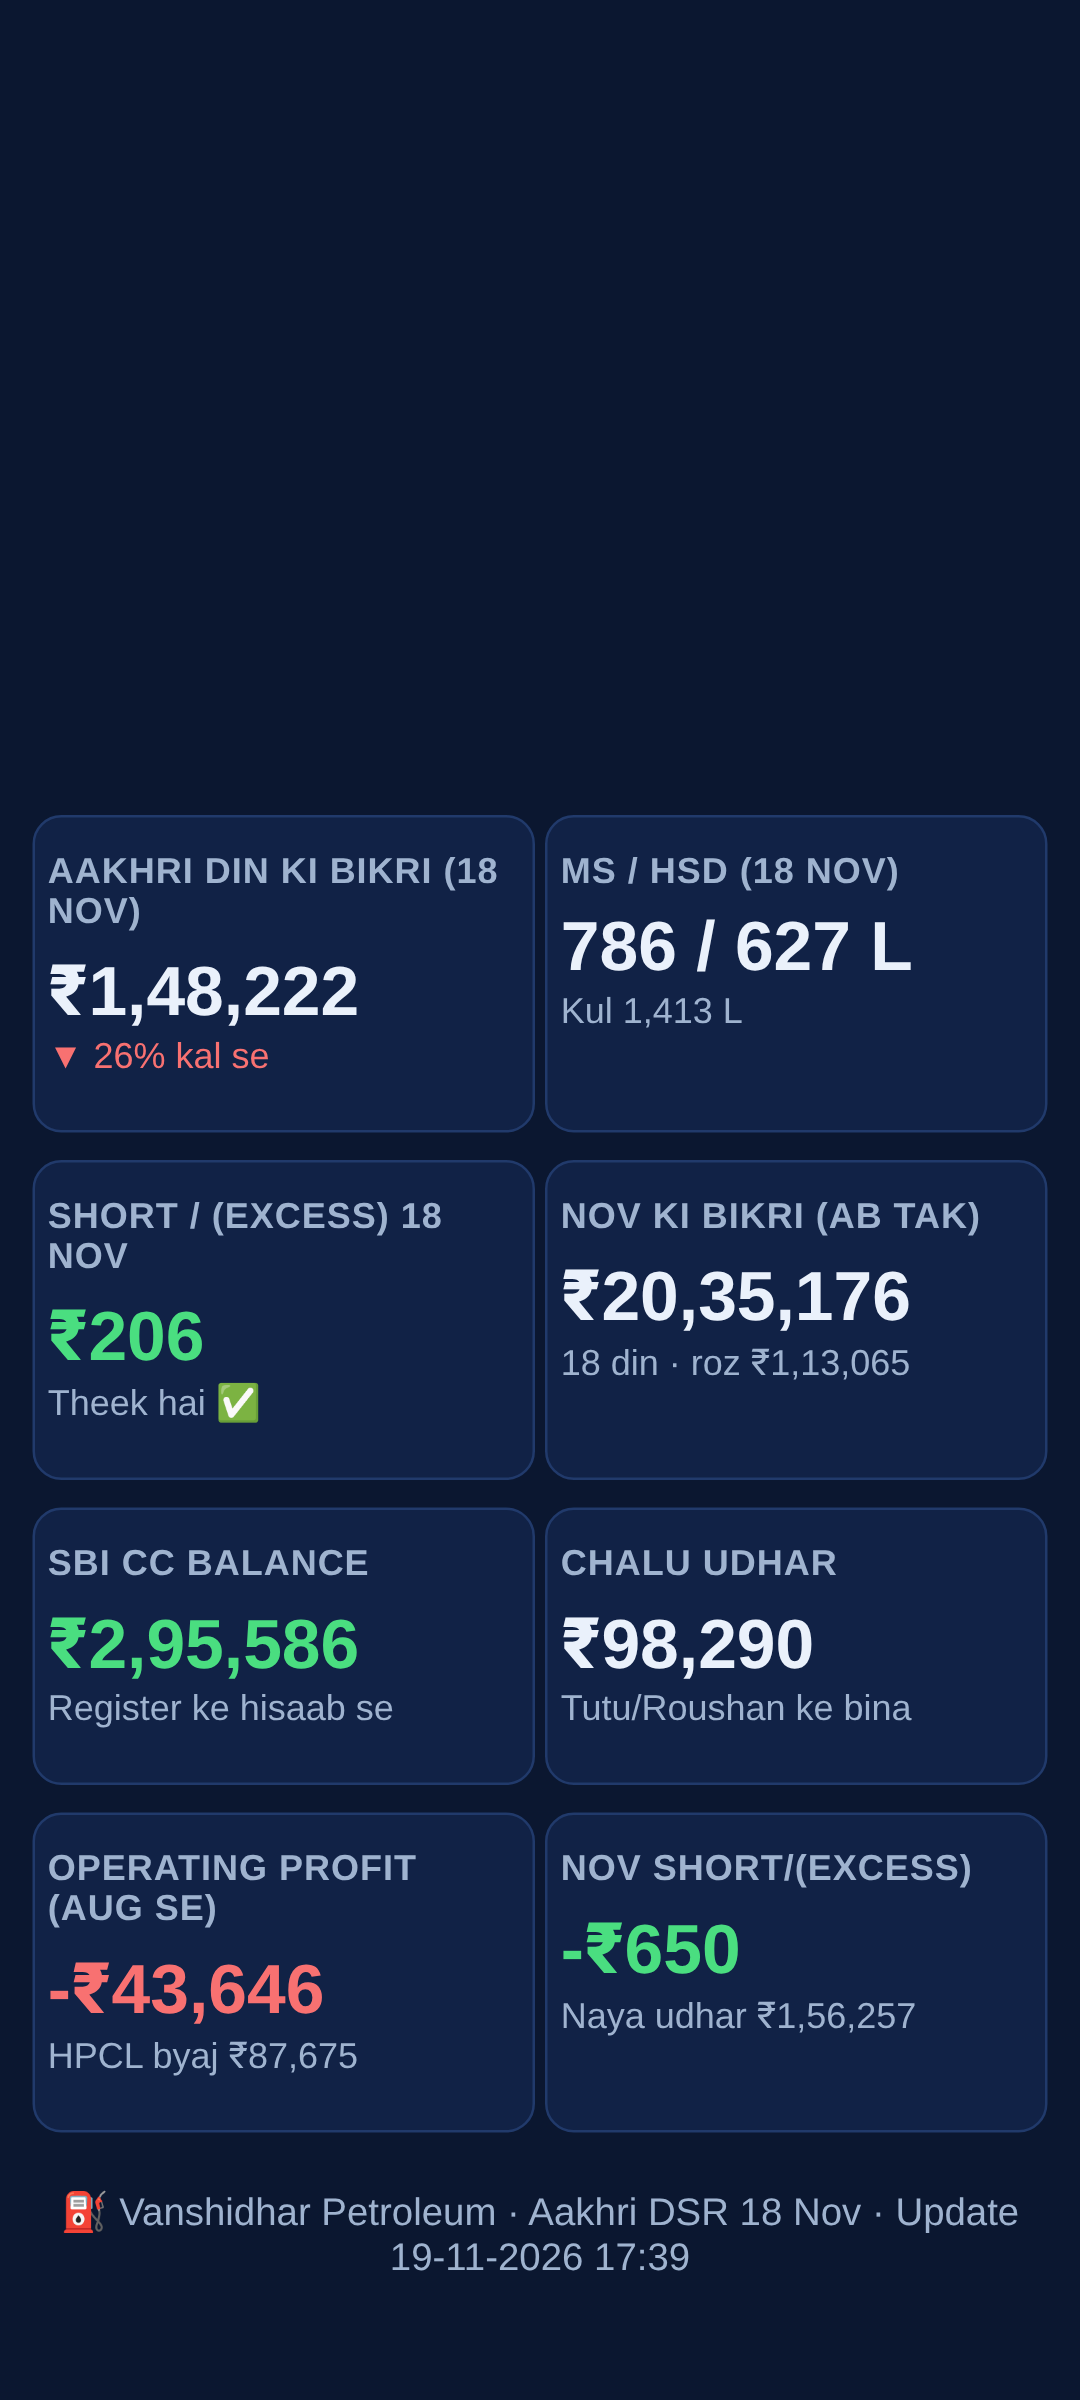 AAKHRI DIN KI BIKRI (18
NOV)
₹1,48,222
▼ 26% kal se
MS / HSD (18 NOV)
786 / 627 L
Kul 1,413 L
SHORT / (EXCESS) 18
NOV
₹206
Theek hai ✅
NOV KI BIKRI (AB TAK)
₹20,35,176
18 din · roz ₹1,13,065
SBI CC BALANCE
₹2,95,586
Register ke hisaab se
CHALU UDHAR
₹98,290
Tutu/Roushan ke bina
OPERATING PROFIT
(AUG SE)
-₹43,646
HPCL byaj ₹87,675
NOV SHORT/(EXCESS)
-₹650
Naya udhar ₹1,56,257
⛽ Vanshidhar Petroleum · Aakhri DSR 18 Nov · Update
19-11-2026 17:39